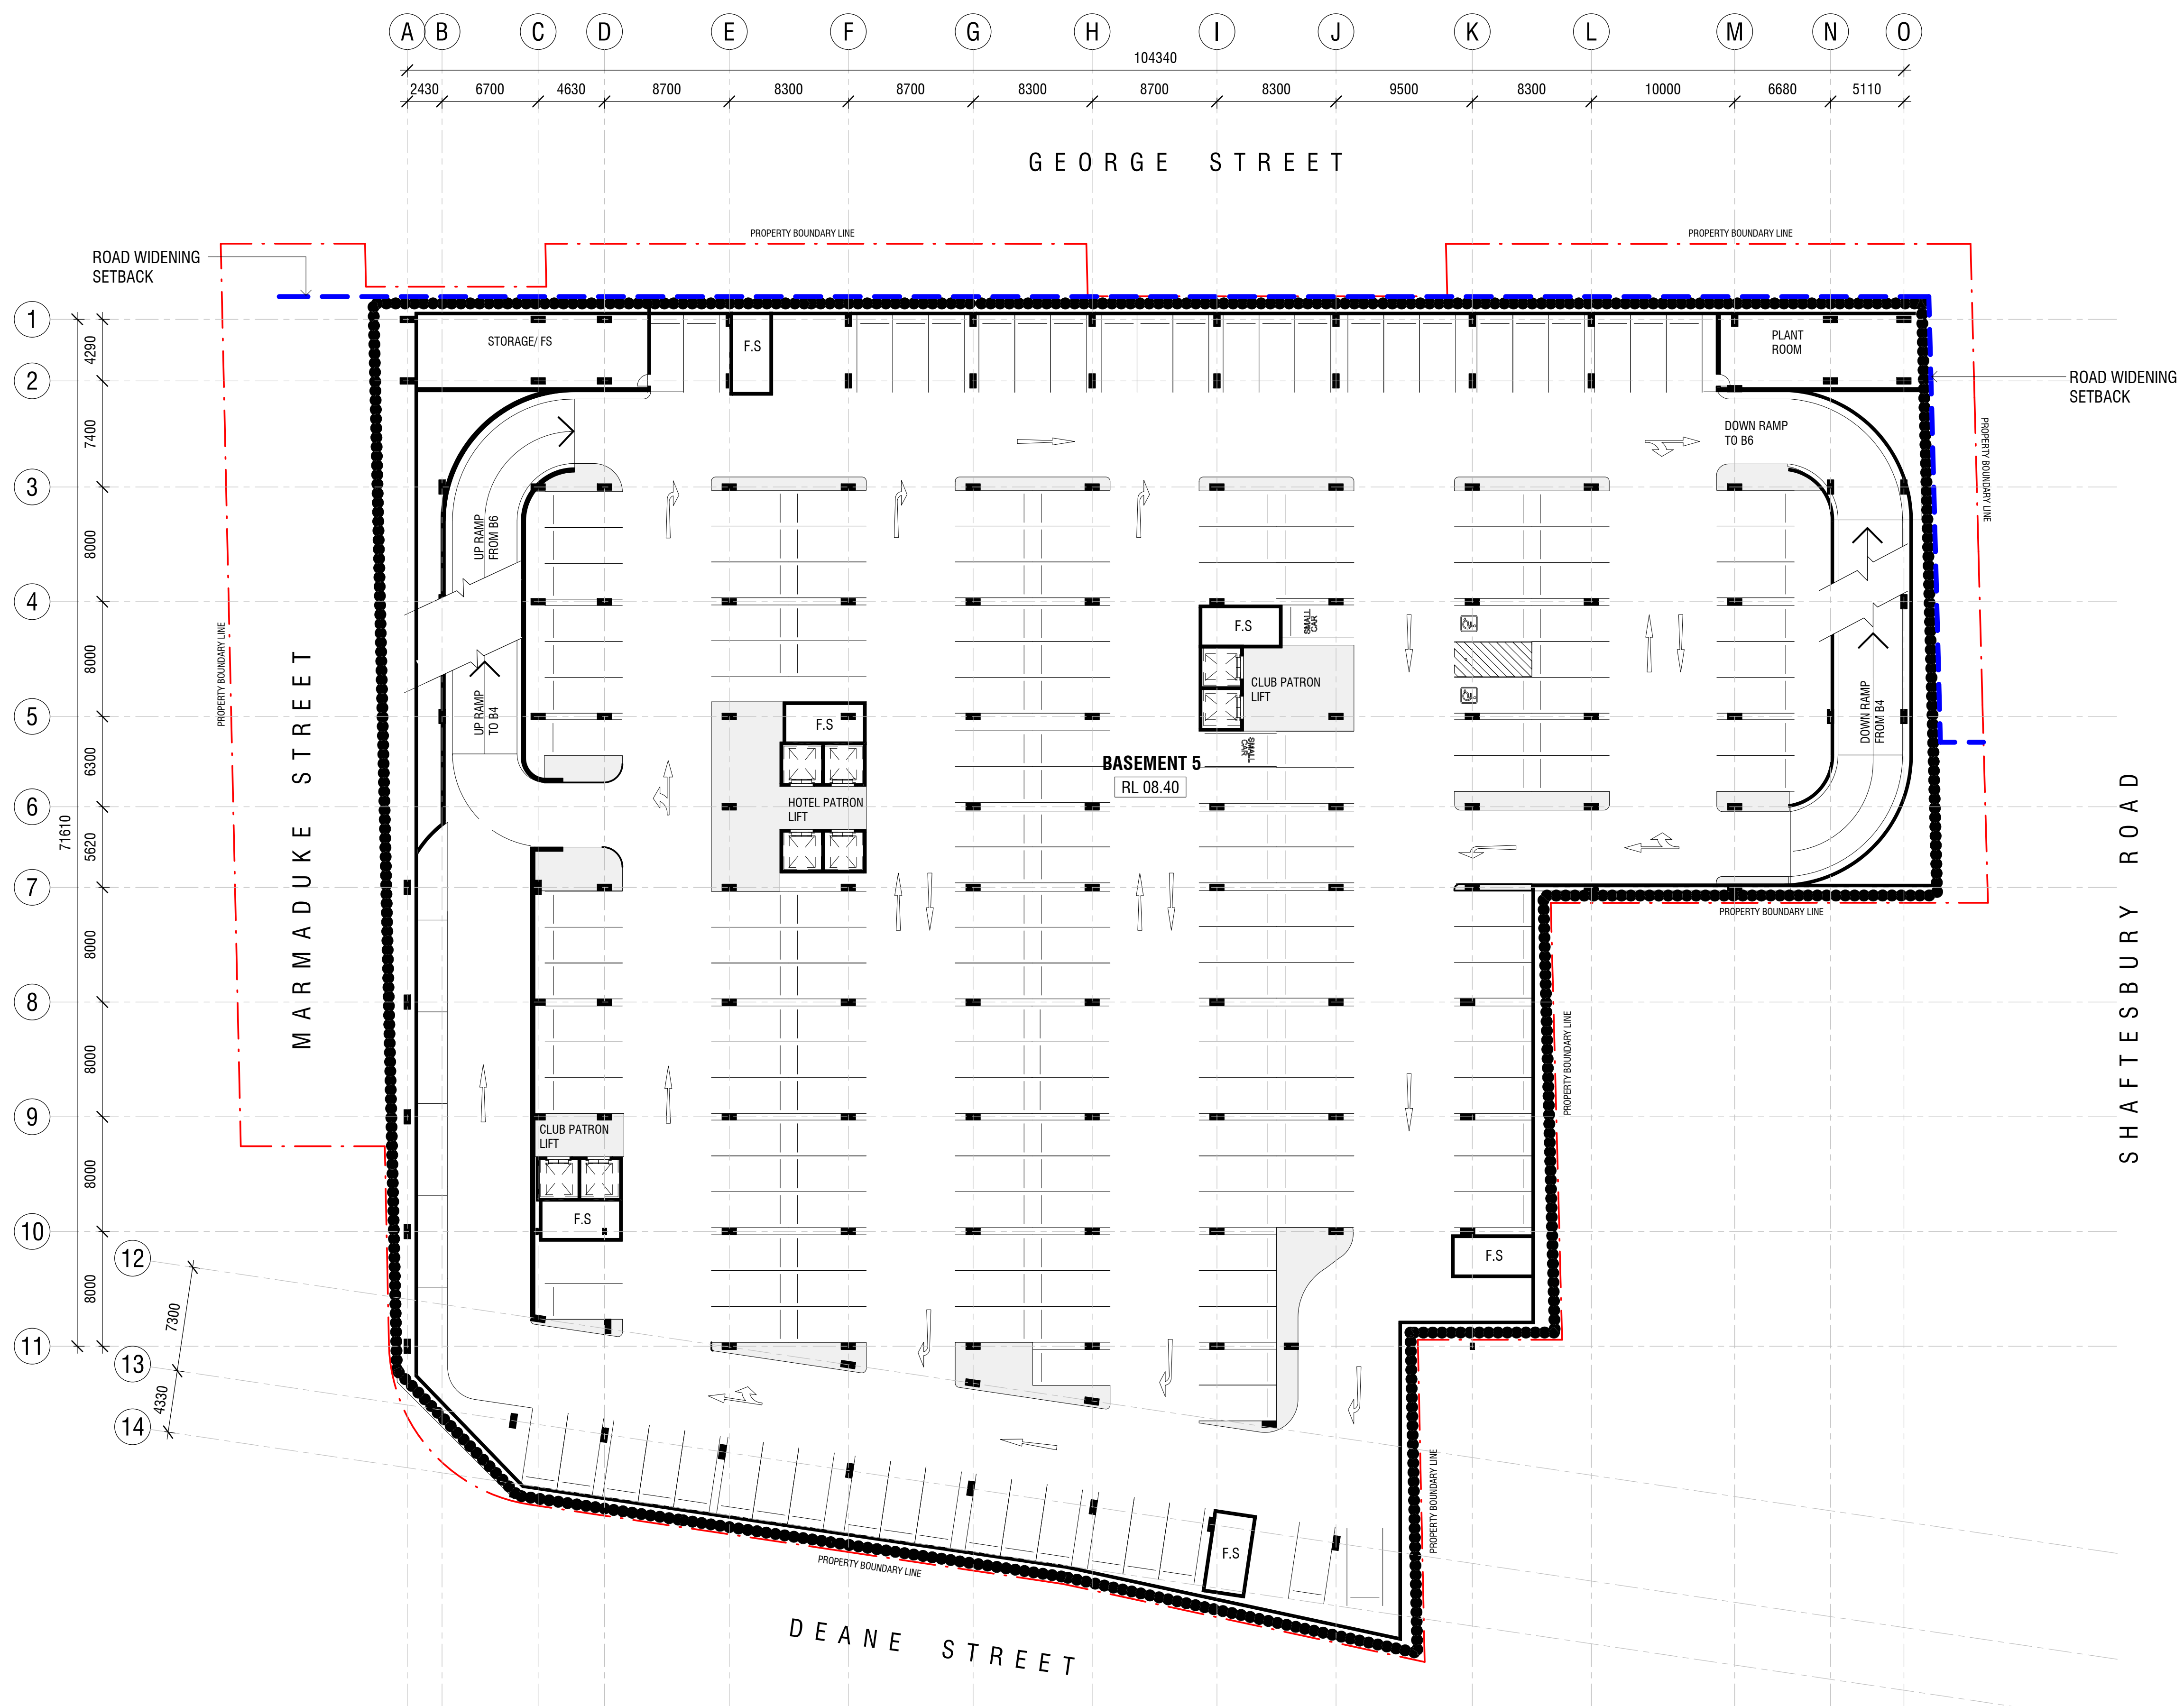 A B C D E F G H I J K L M N O
104340
2430 6700 4630 8700 8300 8700 8300 8700 8300 9500 8300 10000 6680 5110
GEORGE STREET
PROPERTY BOUNDARY LINE
PROPERTY BOUNDARY LINE
ROAD WIDENING
SETBACK
1
2
3
4
5
6
7
8
9
10
11
12
13
14
4290
7400
8000
8000
6300
5620
8000
8000
8000
8000
71610
7300
4330
STORAGE/ FS
F.S
PLANT
ROOM
ROAD WIDENING
SETBACK
DOWN RAMP
TO B6
PROPERTY BOUNDARY LINE
UP RAMP
FROM B6
UP RAMP
TO B4
PROPERTY BOUNDARY LINE
MARMADUKE STREET
F.S
SMALL
CAR
CLUB PATRON
LIFT
SMALL
CAR
F.S
HOTEL PATRON
LIFT
BASEMENT 5
RL 08.40
DOWN RAMP
FROM B4
SHAFTESBURY ROAD
PROPERTY BOUNDARY LINE
PROPERTY BOUNDARY LINE
CLUB PATRON
LIFT
F.S
F.S
PROPERTY BOUNDARY LINE
F.S
PROPERTY BOUNDARY LINE
DEANE STREET